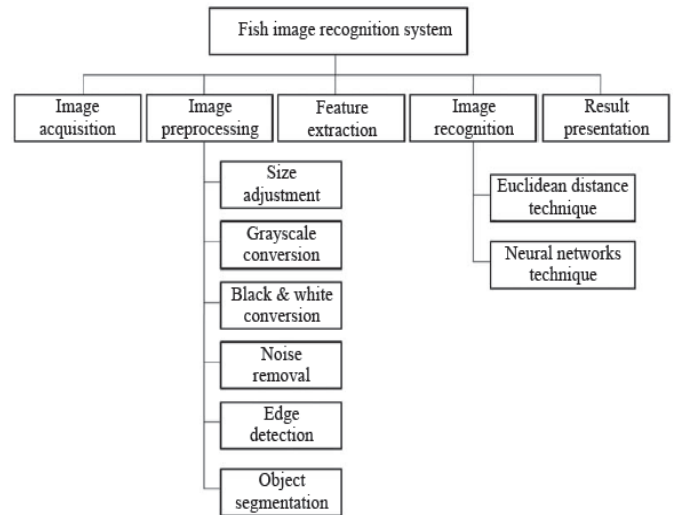 Fish image recognition system
Image
acquisition
Image
preprocessing
Feature
extraction
Image
recognition
Result
presentation
Size
adjustment
Grayscale
conversion
Black & white
conversion
Noise
removal
Edge
detection
Object
segmentation
Euclidean distance
technique
Neural networks
technique